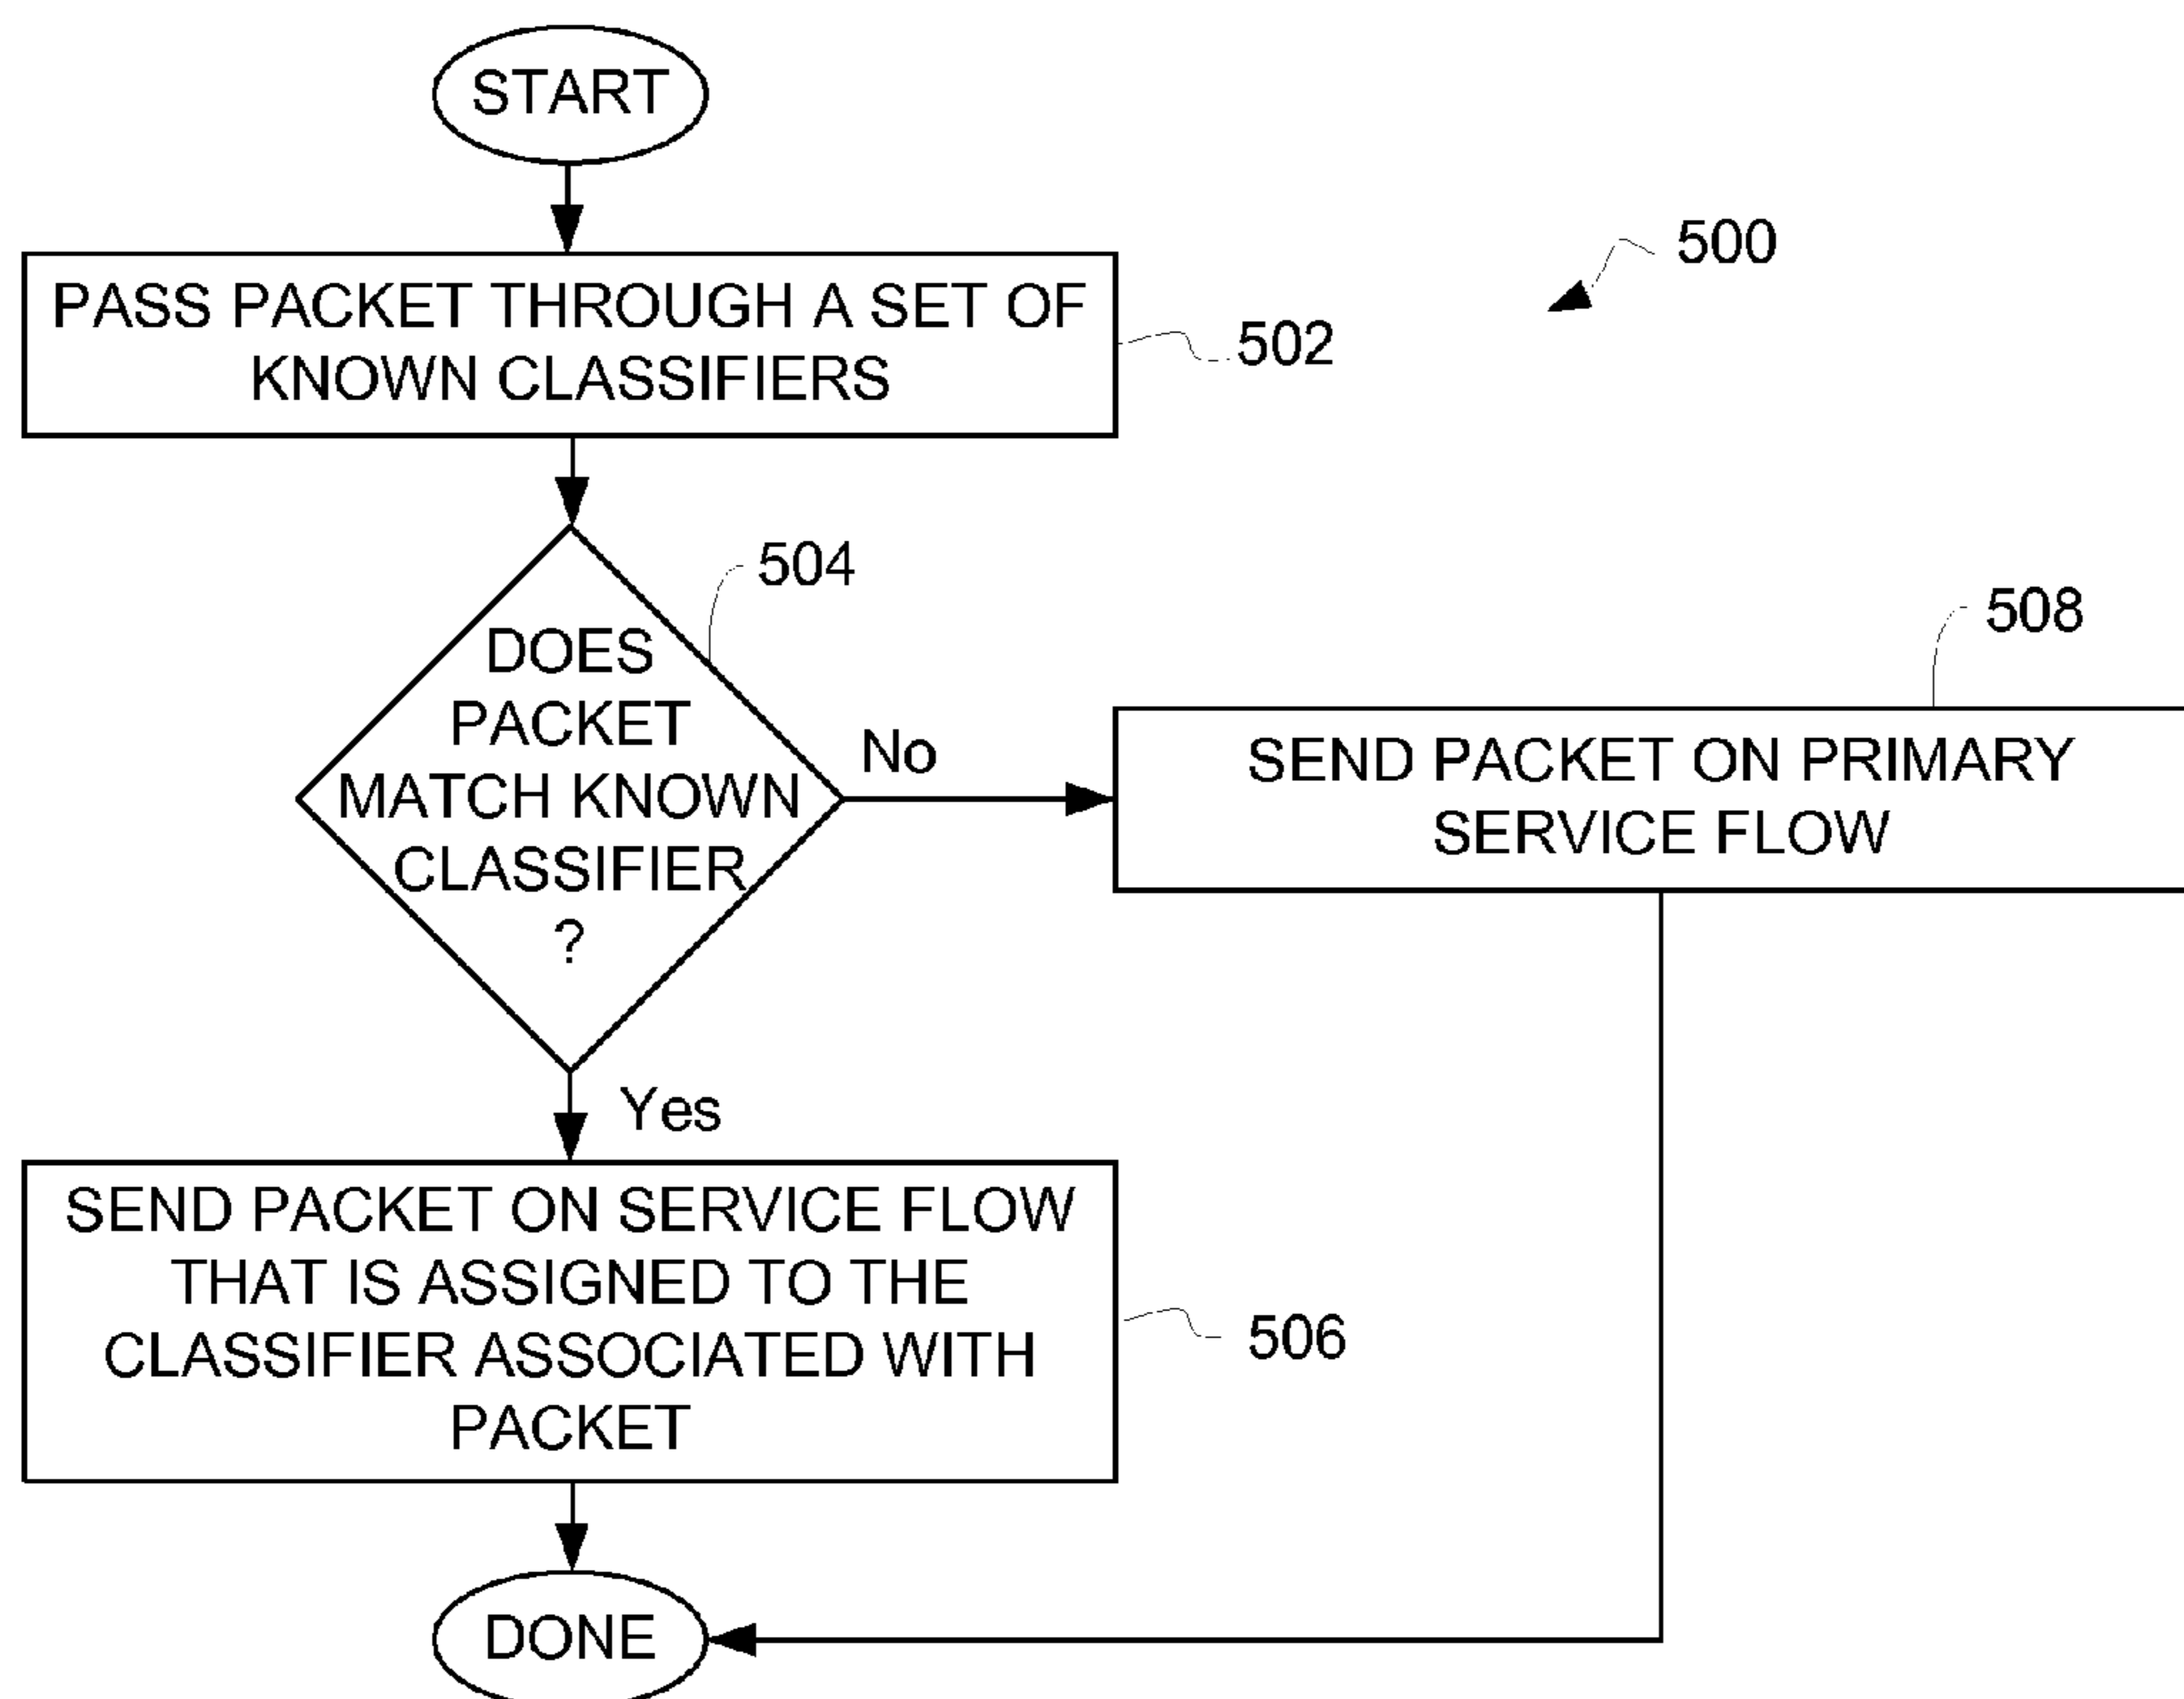 START
500
PASS PACKET THROUGH A SET OF
KNOWN CLASSIFIERS
502
504
DOES
PACKET
MATCH KNOWN
CLASSIFIER
?
No
508
SEND PACKET ON PRIMARY
SERVICE FLOW
Yes
SEND PACKET ON SERVICE FLOW
THAT IS ASSIGNED TO THE
CLASSIFIER ASSOCIATED WITH
PACKET
506
DONE